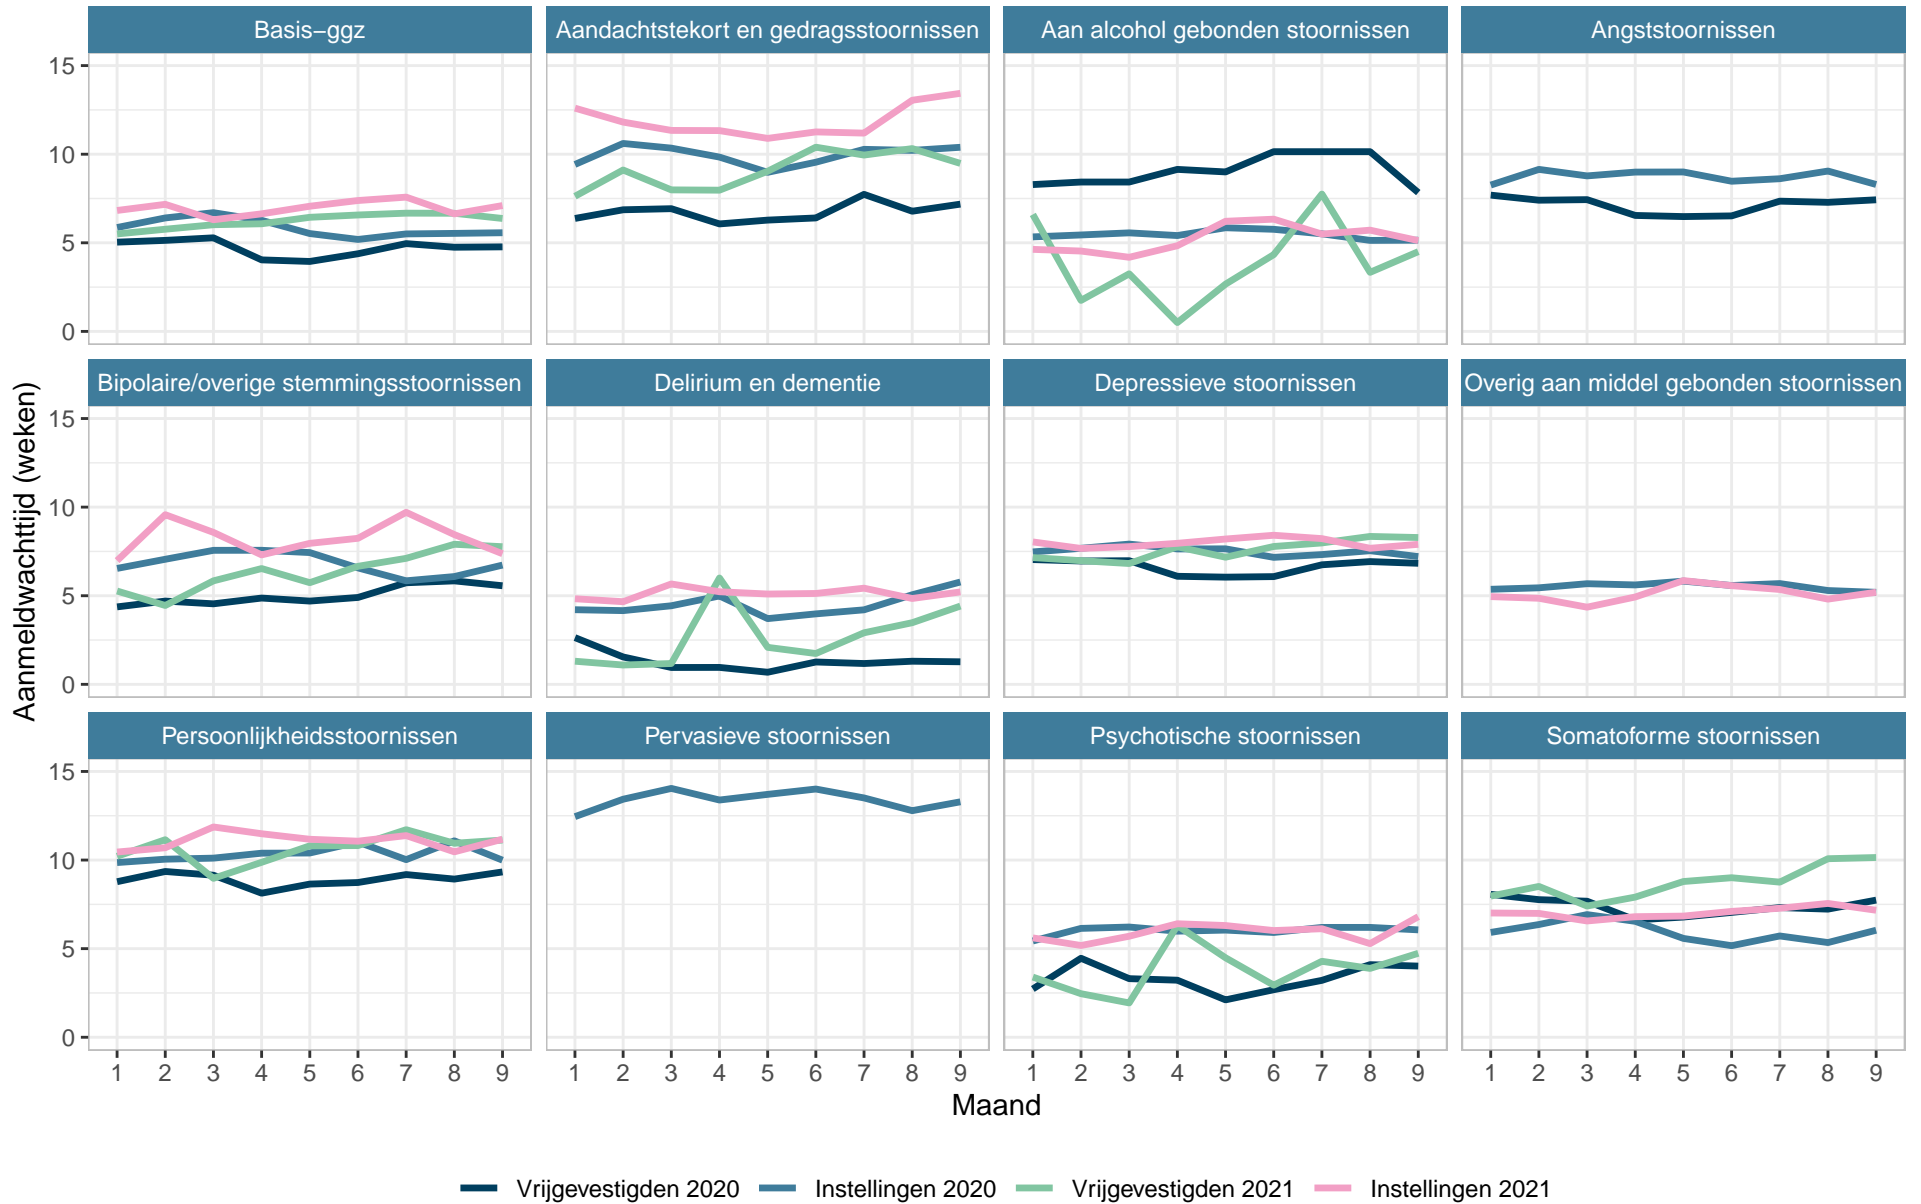 Basis-ggz
Aandachtstekort en gedragsstoornissen
Aan alcohol gebonden stoornissen
Angststoornissen
15
10
5
0
Aanmeldwachttijd (weken)
Bipolaire/overige stemmingsstoornissen
Delirium en dementie
Depressieve stoornissen
Overig aan middel gebonden stoornissen
15
10
5
0
Persoonlijkheidsstoornissen
Pervasieve stoornissen
Psychotische stoornissen
Somatoforme stoornissen
15
10
5
0
1 2 3 4 5 6 7 8 9
1 2 3 4 5 6 7 8 9
1 2 3 4 5 6 7 8 9
1 2 3 4 5 6 7 8 9
Maand
Vrijgevestigden 2020 Instellingen 2020 Vrijgevestigden 2021 Instellingen 2021